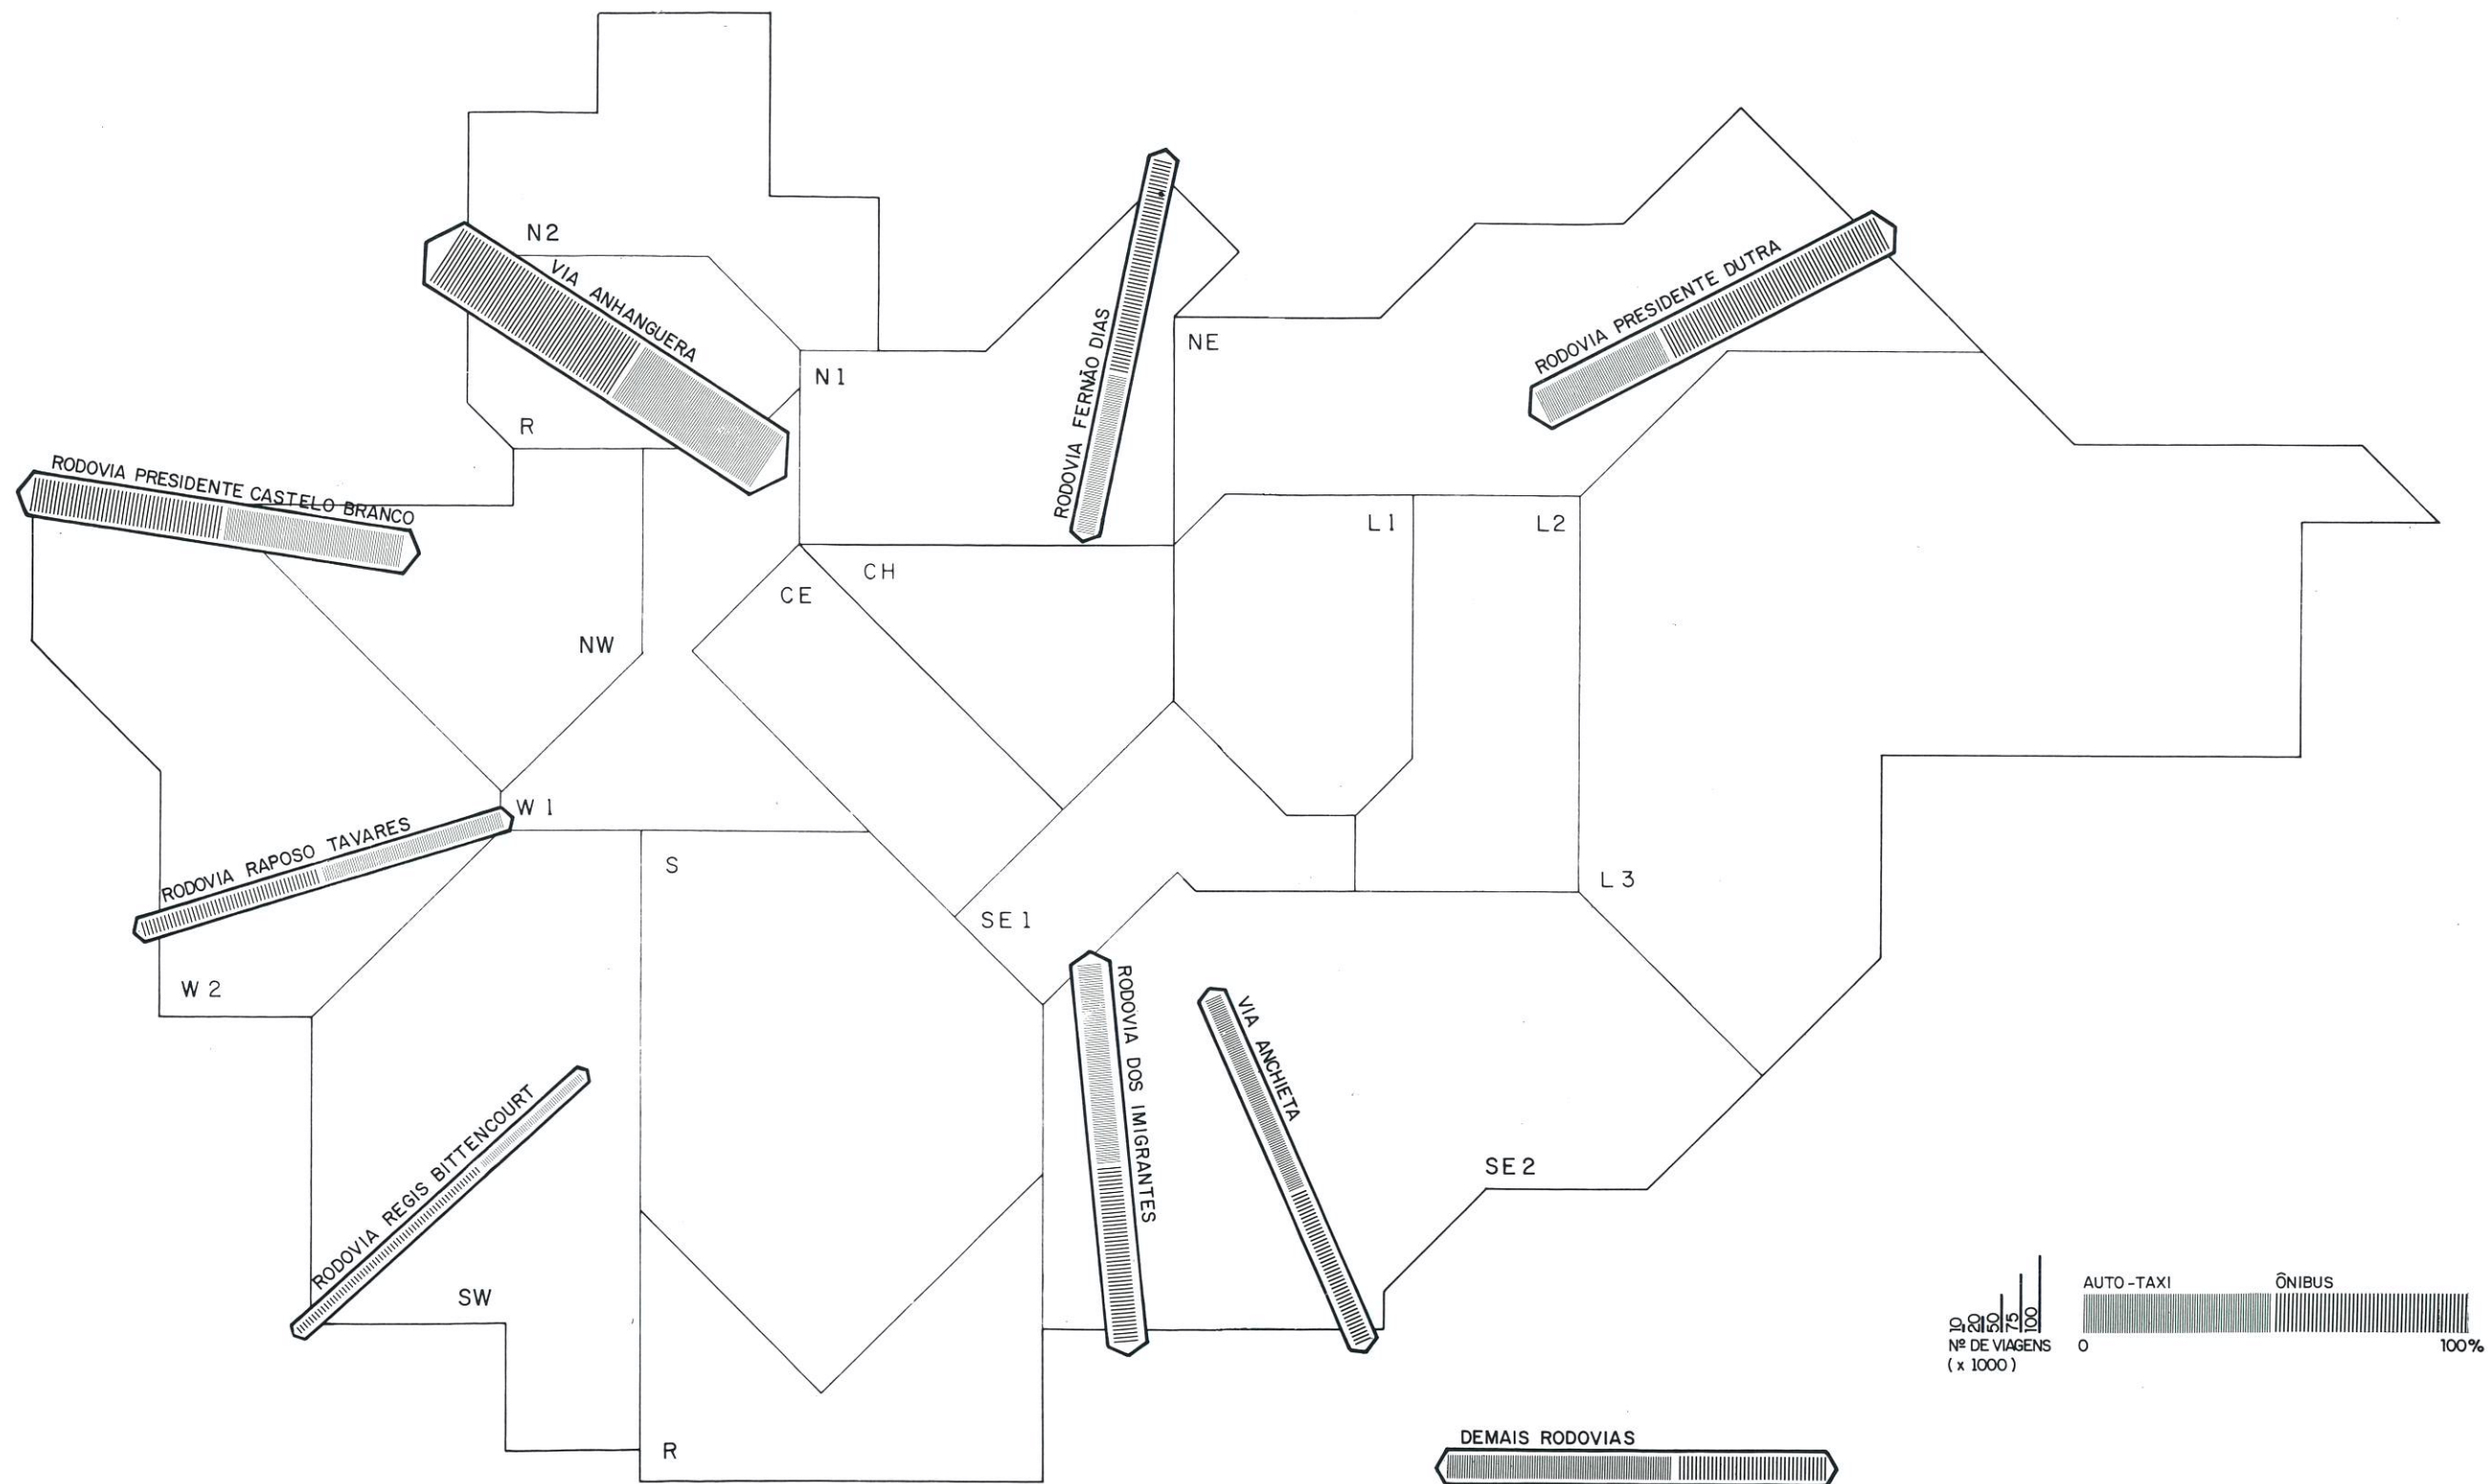 N2
VIA ANHANGUERA
RODOVIA FERNÃO DIAS
RODOVIA PRESIDENTE DUTRA
NE
N1
R
RODOVIA PRESIDENTE CASTELO BRANCO
L1
L2
CH
CE
NW
W1
RODOVIA RAPOSO TAVARES
S
L3
SE1
W2
RODOVIA DOS IMIGRANTES
VIA ANCHIETA
RODOVIA REGIS BITTENCOURT
SE2
SW
R
10 20 50 75 100
Nº DE VIAGENS
(x 1000)
AUTO-TAXI ÔNIBUS
0 100%
DEMAIS RODOVIAS